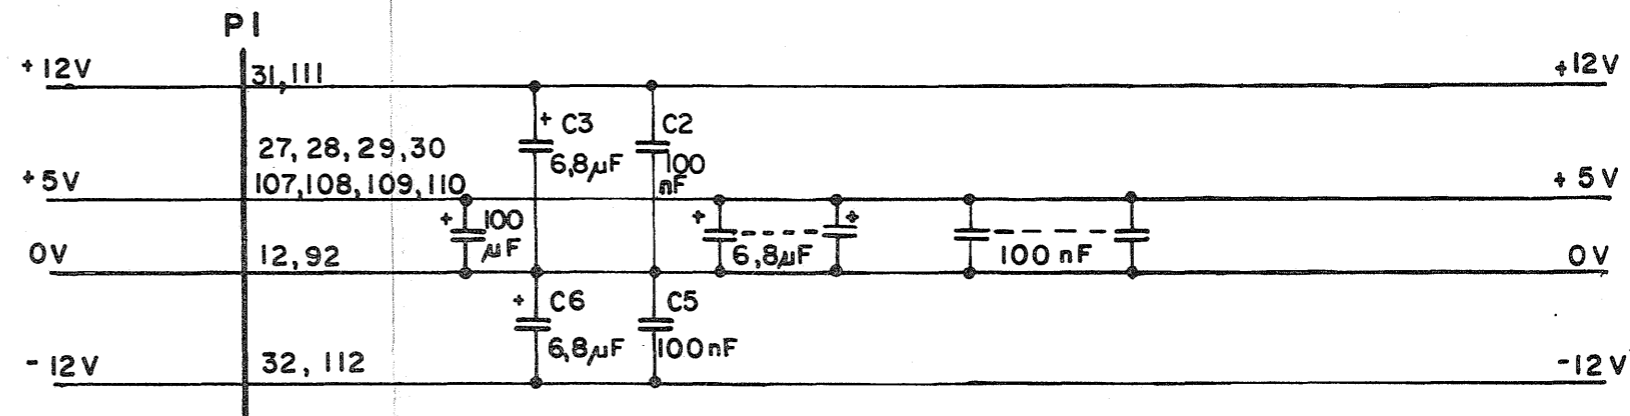 P1
+12V
31,111
+12V
+ C3
C2
6,8µF
100
nF
27, 28, 29, 30
+5V
107,108,109,110
+ 5V
+ 100
µF
+
+
6,8µF
100 nF
0V
12,92
0V
+ C6
C5
6,8µF
100nF
-12V
32, 112
-12V